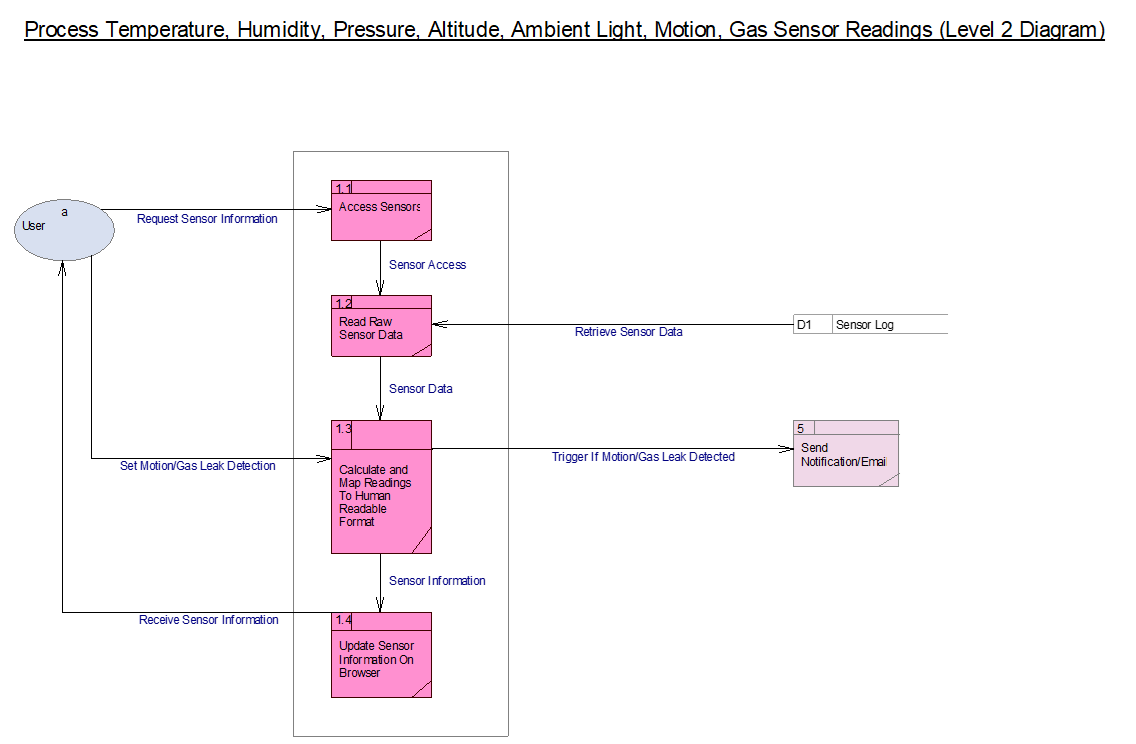 Process Temperature, Humidity, Pressure, Altitude, Ambient Light, Motion, Gas Sensor Readings (Level 2 Diagram)
a
User
Request Sensor Information
1.1
Access Sensors
Sensor Access
1.2
Read Raw
Sensor Data
Retrieve Sensor Data
D1
Sensor Log
Sensor Data
1.3
Calculate and
Map Readings
To Human
Readable
Format
Set Motion/Gas Leak Detection
Trigger If Motion/Gas Leak Detected
5
Send
Notification/Email
Sensor Information
Receive Sensor Information
1.4
Update Sensor
Information On
Browser